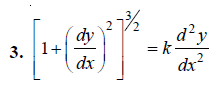 3. [1+(dy/dx)^2]^{3/2} = k d^2y/dx^2